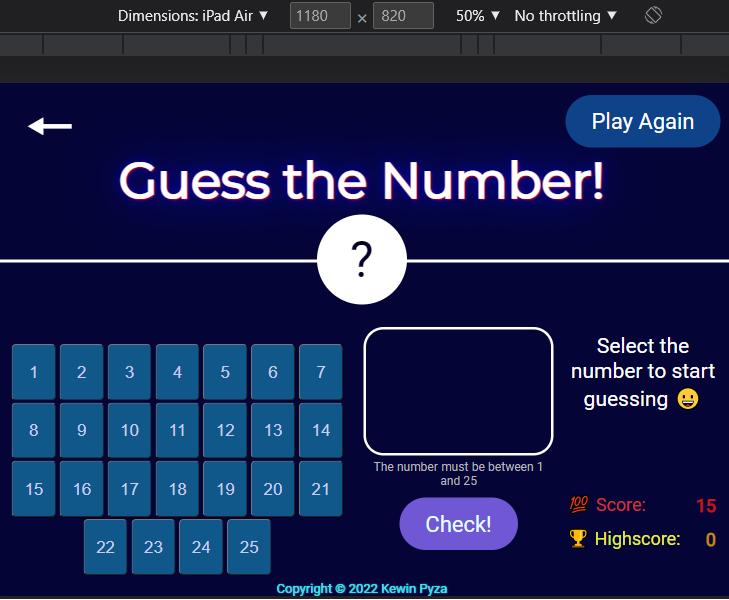 Dimensions: iPad Air ▼ 1180 × 820 50% ▼ No throttling ▼
Play Again
Guess the Number!
?
1 2 3 4 5 6 7
8 9 10 11 12 13 14
15 16 17 18 19 20 21
22 23 24 25
The number must be between 1
and 25
Check!
Select the
number to start
guessing 😀
💯 Score: 15
🏆 Highscore: 0
Copyright © 2022 Kewin Pyza